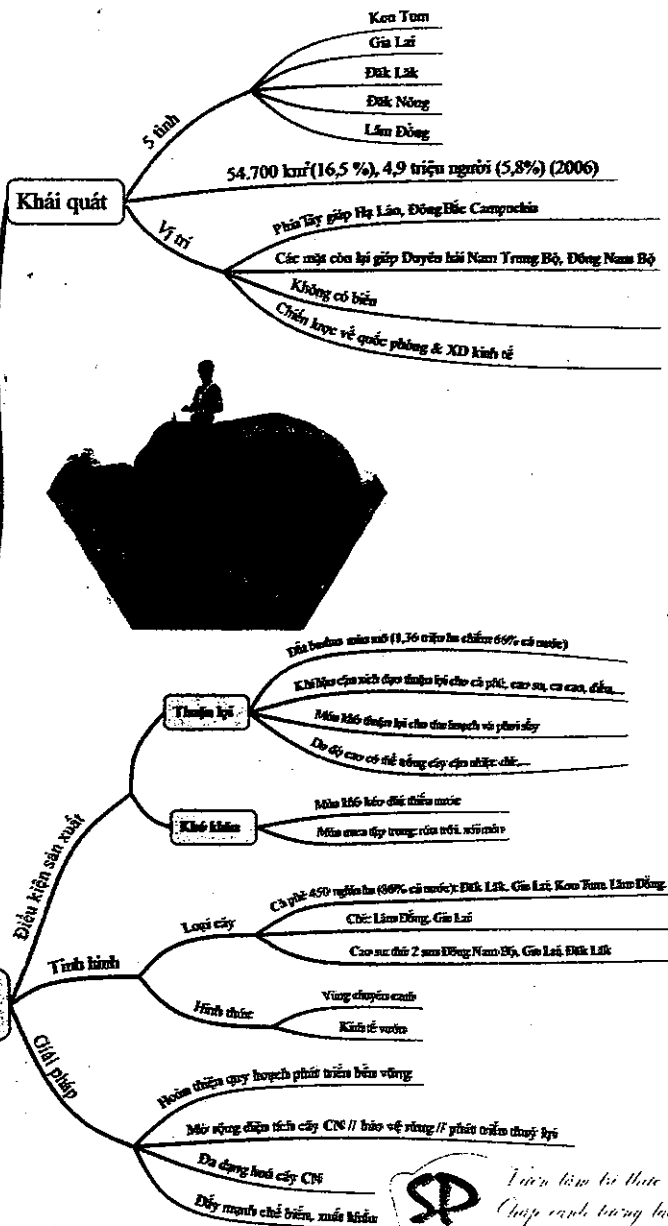 Khái quát
5 tỉnh
Kon Tum
Gia Lai
Đăk Lăk
Đăk Nông
Lâm Đồng
54.700 km² (16,5 %), 4,9 triệu người (5,8%) (2006)
Vị trí
Phía Tây giáp Hạ Lào, Đông Bắc Campuchia
Các mặt còn lại giáp Duyên hải Nam Trung Bộ, Đông Nam Bộ
Không có biển
Chiến lược về quốc phòng & XD kinh tế
Điều kiện sản xuất
Thuận lợi
Đất badan màu mỡ (1,36 triệu ha chiếm 66% cả nước)
Khí hậu cận xích đạo thuận lợi cho cà phê, cao su, ca cao, điều,...
Mùa khô thuận lợi cho thu hoạch và phơi sấy
Do độ cao có thể trồng cây cận nhiệt: chè,...
Khó khăn
Mùa khô kéo dài: thiếu nước
Mùa mưa tập trung: rửa trôi, xói mòn
Tình hình
Loại cây
Cà phê 450 nghìn ha (86% cả nước): Đăk Lăk, Gia Lai, Kon Tum, Lâm Đồng
Chè: Lâm Đồng, Gia Lai
Cao su: thứ 2 sau Đông Nam Bộ, Gia Lai, Đăk Lăk
Hình thức
Vùng chuyên canh
Kinh tế vườn
Giải pháp
Hoàn thiện quy hoạch phát triển bền vững
Mở rộng diện tích cây CN // bảo vệ rừng // phát triển thuỷ lợi
Đa dạng hoá cây CN
Đẩy mạnh chế biến, xuất khẩu
SP
tri thức
Chắp cánh tương